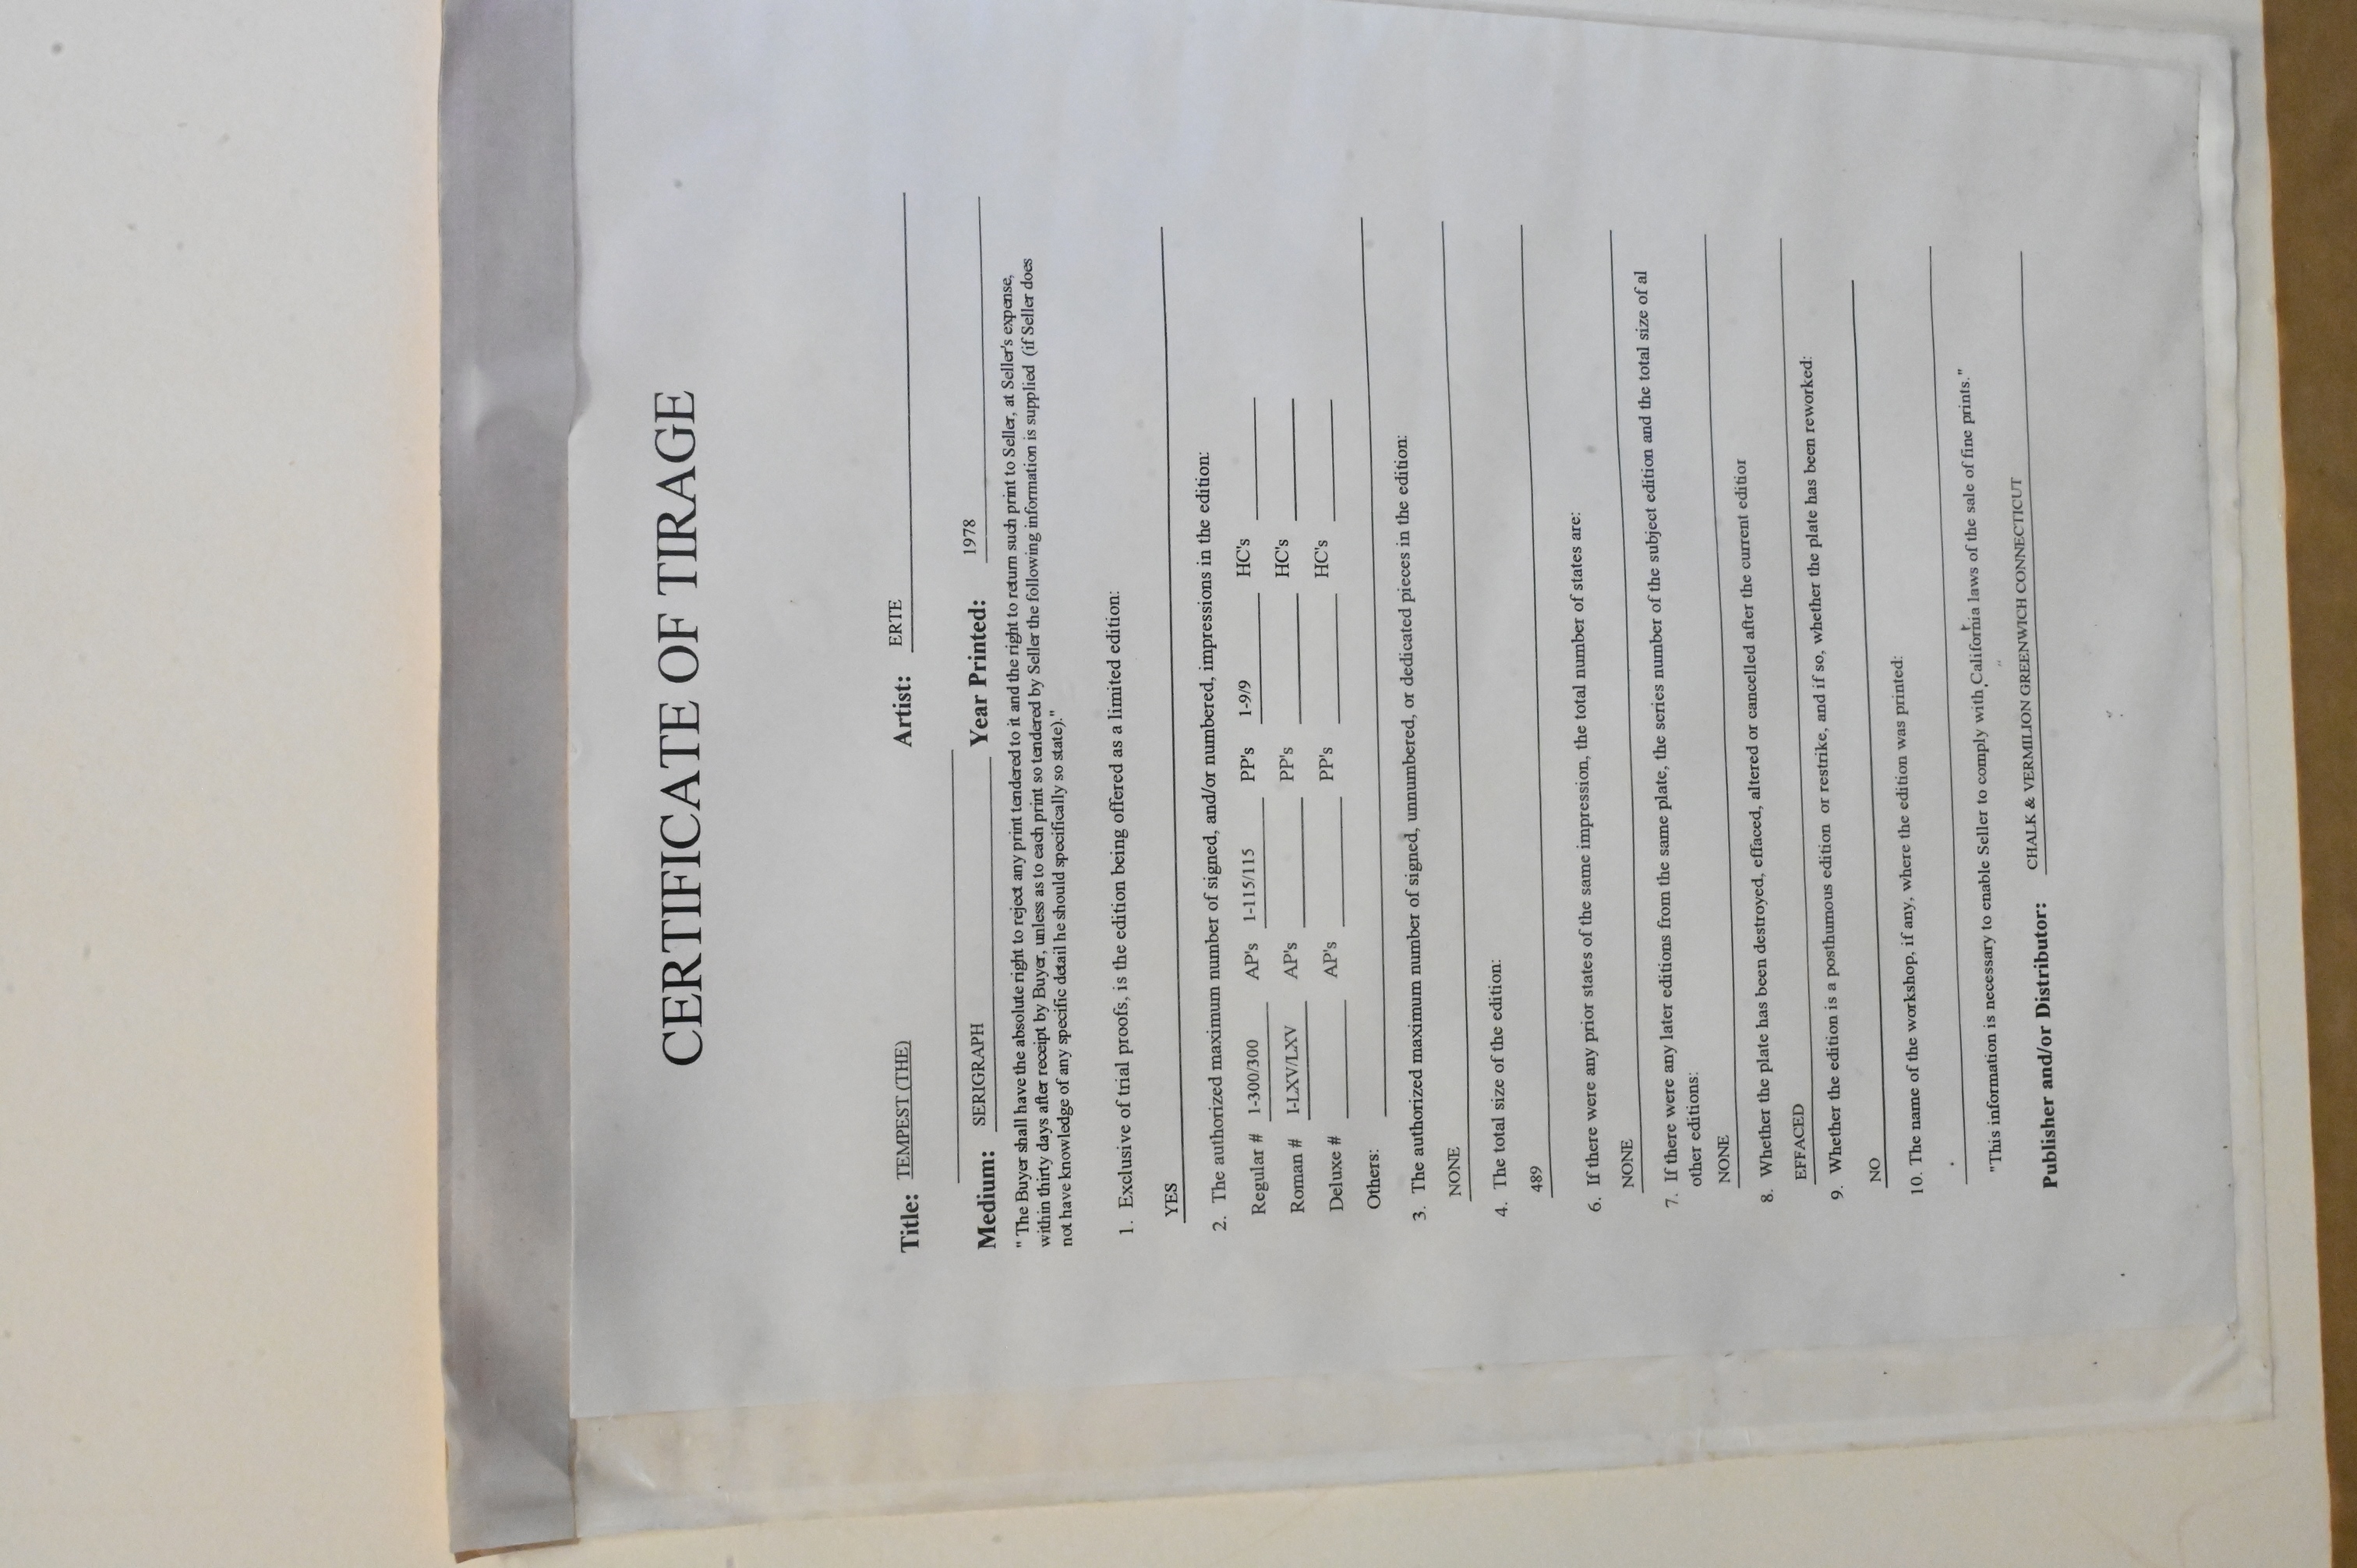 CERTIFICATE OF TIRAGE
Title: TEMPEST (THE) Artist: ERTE
Medium: SERIGRAPH Year Printed: 1978
" The Buyer shall have the absolute right to reject any print tendered to it and the right to return such print to Seller, at Seller's expense,
within thirty days after receipt by Buyer, unless as to each print so tendered by Seller the following information is supplied (if Seller does
not have knowledge of any specific detail he should specifically so state)."
1. Exclusive of trial proofs, is the edition being offered as a limited edition:
YES
2. The authorized maximum number of signed, and/or numbered, impressions in the edition:
Regular # 1-300/300 AP's 1-115/115 PP's 1-9/9 HC's
Roman # I-LXV/LXV AP's PP's HC's
Deluxe # AP's PP's HC's
Others:
3. The authorized maximum number of signed, unnumbered, or dedicated pieces in the edition:
NONE
4. The total size of the edition:
489
6. If there were any prior states of the same impression, the total number of states are:
NONE
7. If there were any later editions from the same plate, the series number of the subject edition and the total size of al
other editions:
NONE
8. Whether the plate has been destroyed, effaced, altered or cancelled after the current editior
EFFACED
9. Whether the edition is a posthumous edition or restrike, and if so, whether the plate has been reworked:
NO
10. The name of the workshop, if any, where the edition was printed:
"This information is necessary to enable Seller to comply with California laws of the sale of fine prints."
Publisher and/or Distributor: CHALK & VERMILION GREENWICH CONNECTICUT